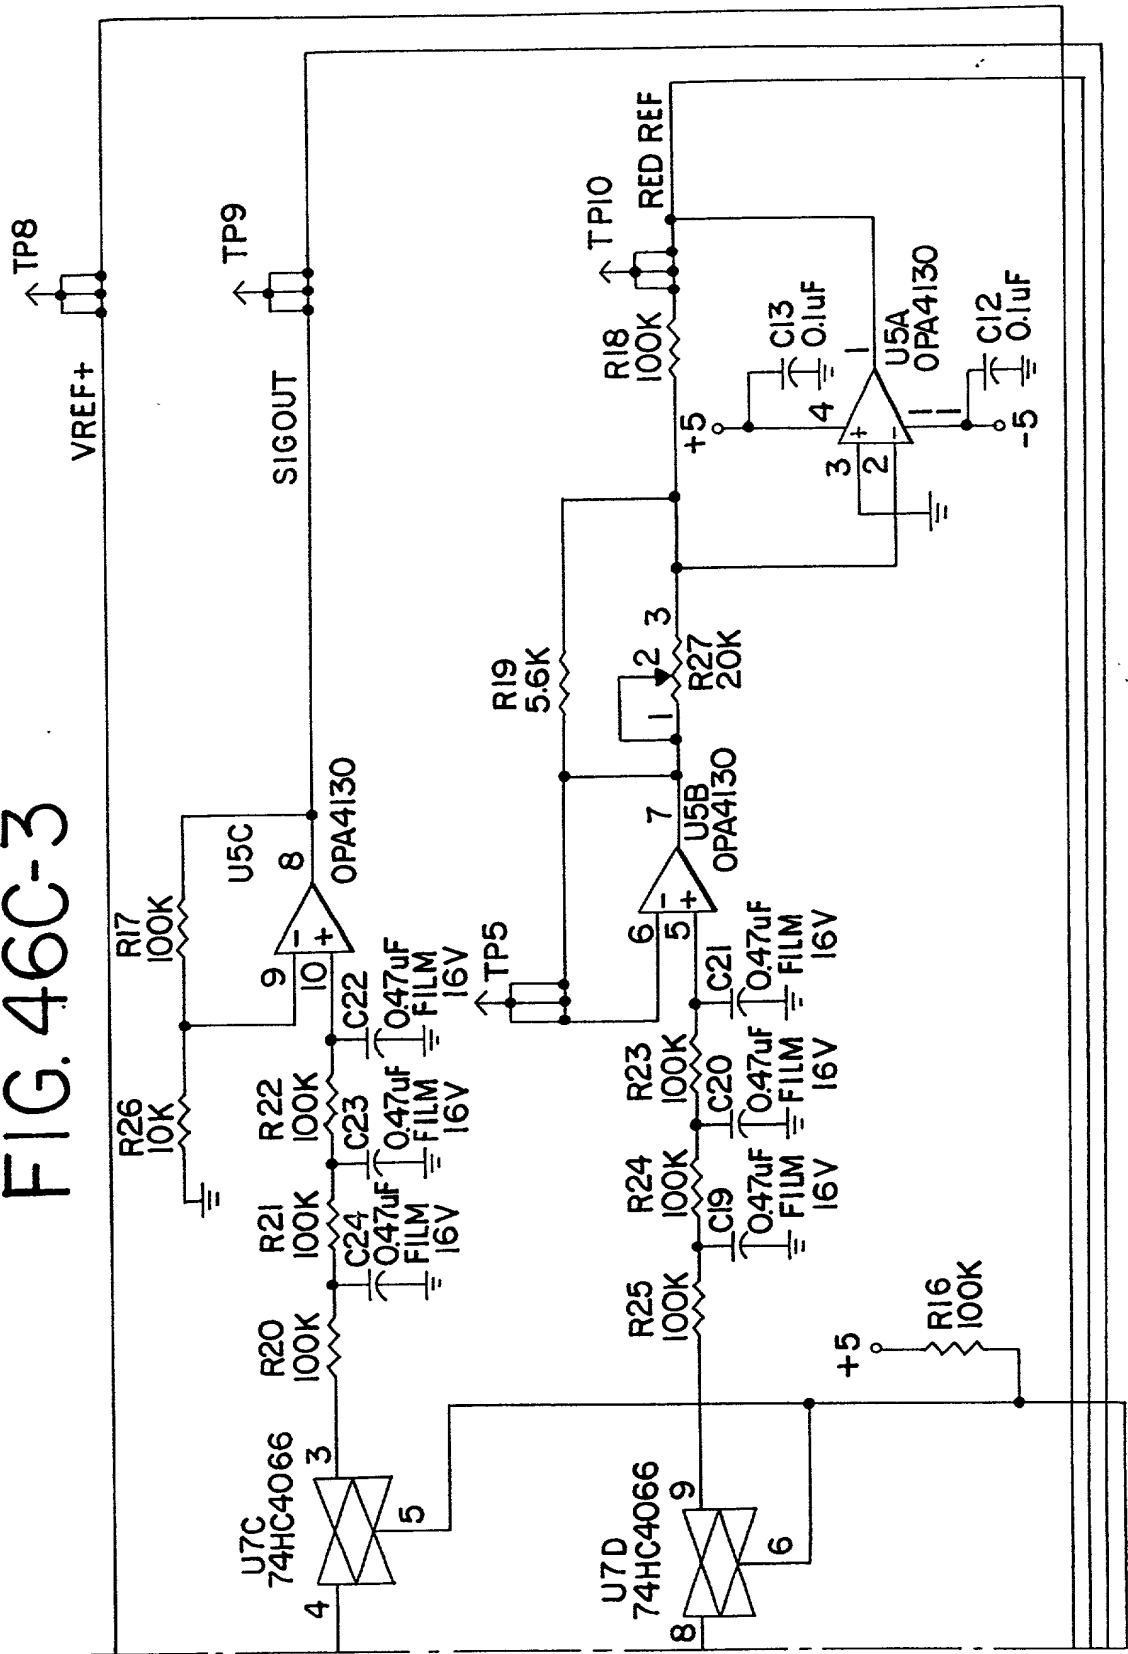 FIG. 46C-3
VREF+
TP8
R26
10K
R17
100K
U5C
9
10
8
OPA4130
SIGOUT
TP9
U7C
74HC4066
4
3
5
R20
100K
R21
100K
R22
100K
C24
0.47uF
FILM
16V
C23
0.47uF
FILM
16V
C22
0.47uF
FILM
16V
TP5
R19
5.6K
6
5
7
U5B
OPA4130
1
2
3
R27
20K
R18
100K
TP10
RED REF
U7D
74HC4066
8
9
6
R25
100K
R24
100K
R23
100K
C19
0.47uF
FILM
16V
C20
0.47uF
FILM
16V
C21
0.47uF
FILM
16V
+5
4
C13
0.1uF
3
2
+
-
1
U5A
OPA4130
11
-5
C12
0.1uF
+5
R16
100K